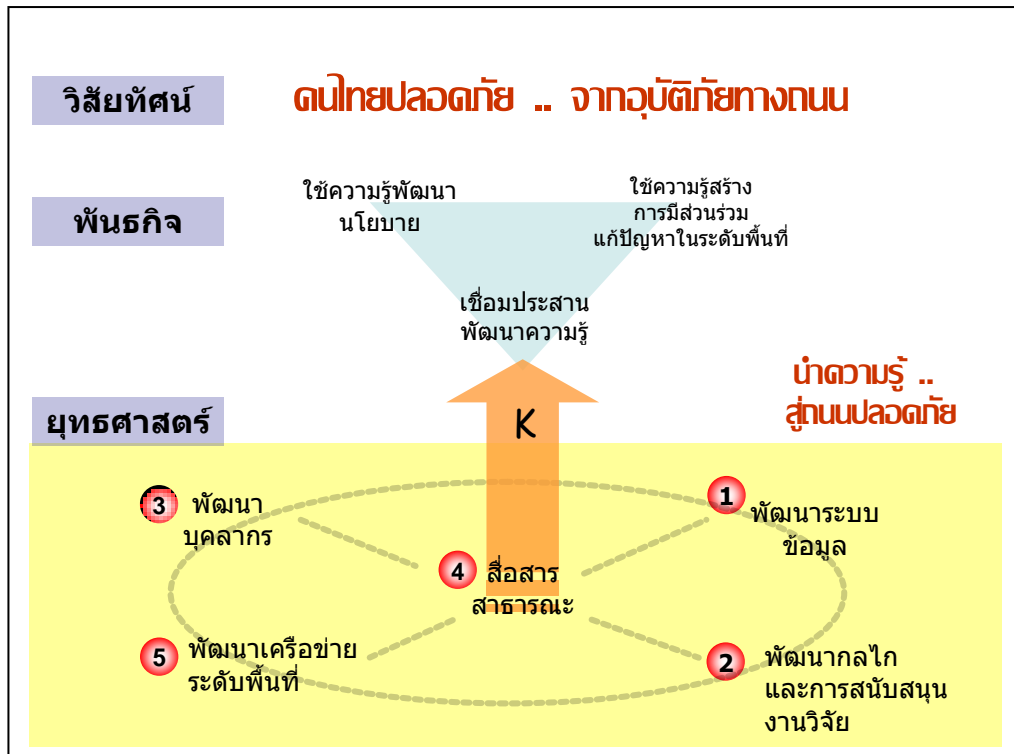 วิสัยทัศน์
คนไทยปลอดภัย .. จากอุบัติภัยทางถนน
พันธกิจ
ใช้ความรู้พัฒนา
นโยบาย
ใช้ความรู้สร้าง
การมีส่วนร่วม
แก้ปัญหาในระดับพื้นที่
เชื่อมประสาน
พัฒนาความรู้
นำความรู้ ..
สู่ถนนปลอดภัย
ยุทธศาสตร์
K
3 พัฒนา
บุคลากร
1 พัฒนาระบบ
ข้อมูล
4 สื่อสาร
สาธารณะ
5 พัฒนาเครือข่าย
ระดับพื้นที่
2 พัฒนากลไก
และการสนับสนุน
งานวิจัย